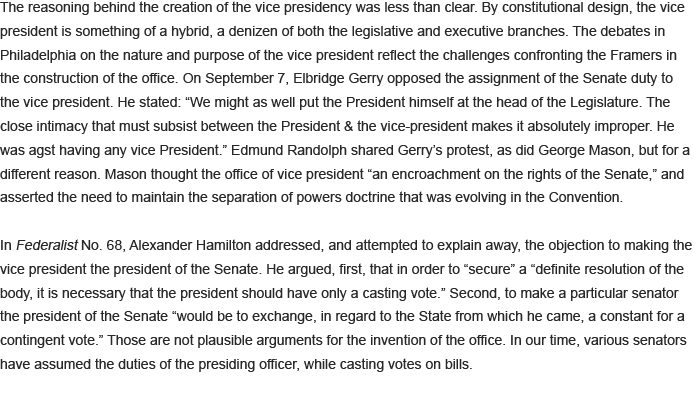 The reasoning behind the creation of the vice presidency was less than clear. By constitutional design, the vice
president is something of a hybrid, a denizen of both the legislative and executive branches. The debates in
Philadelphia on the nature and purpose of the vice president reflect the challenges confronting the Framers in
the construction of the office. On September 7, Elbridge Gerry opposed the assignment of the Senate duty to
the vice president. He stated: “We might as well put the President himself at the head of the Legislature. The
close intimacy that must subsist between the President & the vice-president makes it absolutely improper. He
was agst having any vice President.” Edmund Randolph shared Gerry’s protest, as did George Mason, but for a
different reason. Mason thought the office of vice president “an encroachment on the rights of the Senate,” and
asserted the need to maintain the separation of powers doctrine that was evolving in the Convention.

In Federalist No. 68, Alexander Hamilton addressed, and attempted to explain away, the objection to making the
vice president the president of the Senate. He argued, first, that in order to “secure” a “definite resolution of the
body, it is necessary that the president should have only a casting vote.” Second, to make a particular senator
the president of the Senate “would be to exchange, in regard to the State from which he came, a constant for a
contingent vote.” Those are not plausible arguments for the invention of the office. In our time, various senators
have assumed the duties of the presiding officer, while casting votes on bills.